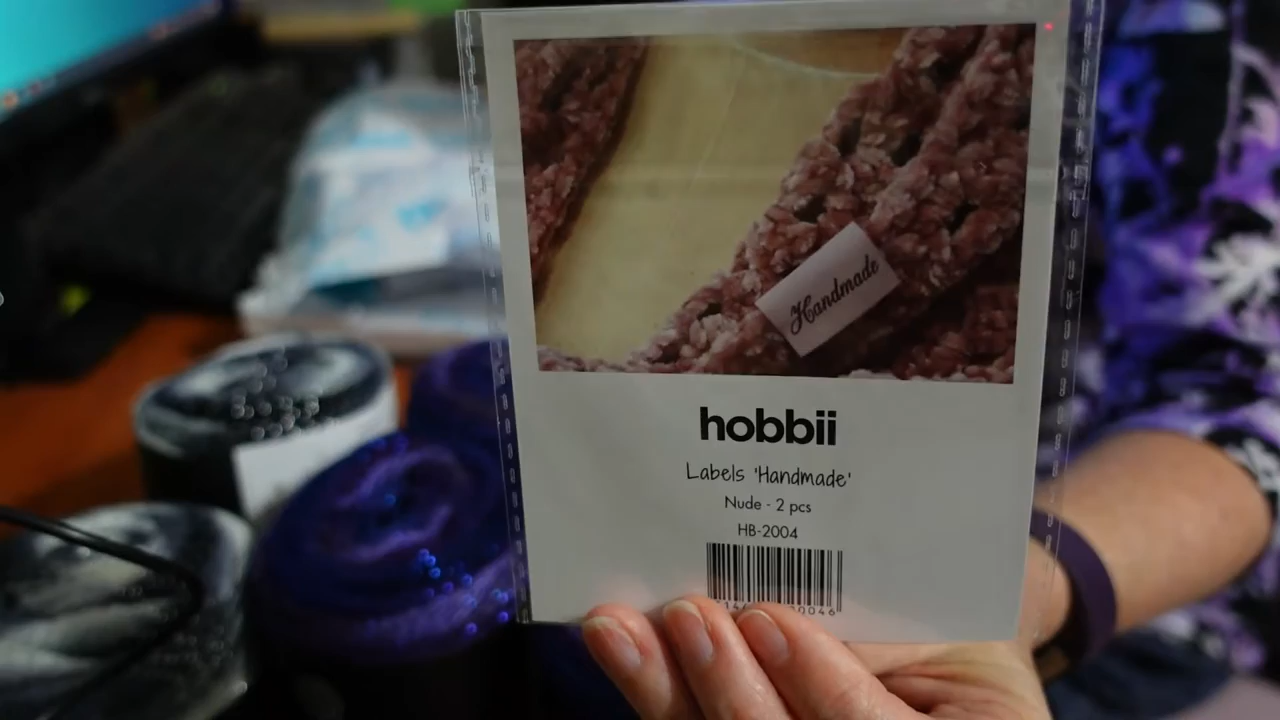 Handmade
hobbii
Labels 'Handmade'
Nude - 2 pcs
HB-2004